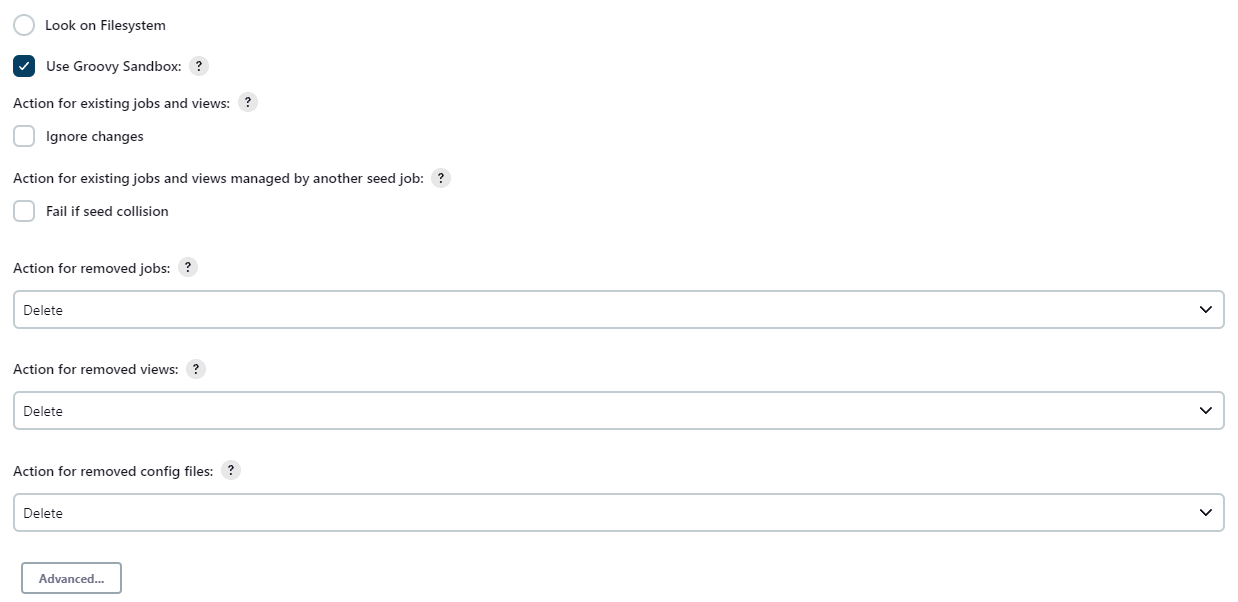 Look on Filesystem
Use Groovy Sandbox: ?
Action for existing jobs and views: ?
Ignore changes
Action for existing jobs and views managed by another seed job: ?
Fail if seed collision
Action for removed jobs: ?
Delete
Action for removed views: ?
Delete
Action for removed config files: ?
Delete
Advanced...